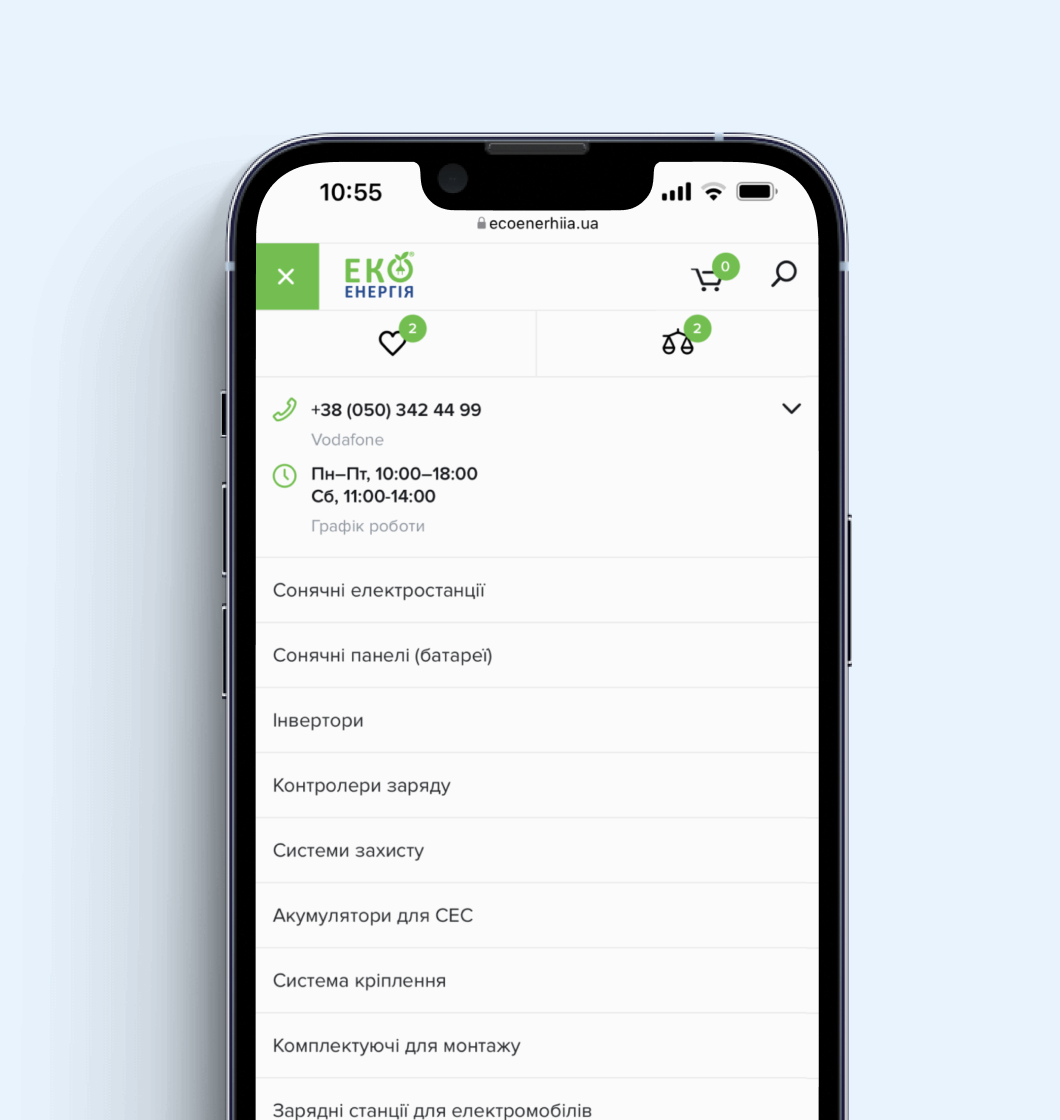 10:55
ecoenerhiia.ua
ЕКО
ЕНЕРГІЯ
0
2
2
+38 (050) 342 44 99
Vodafone
Пн–Пт, 10:00–18:00
Сб, 11:00-14:00
Графік роботи
Сонячні електростанції
Сонячні панелі (батареї)
Інвертори
Контролери заряду
Системи захисту
Акумулятори для СЕС
Система кріплення
Комплектуючі для монтажу
Зарядні станції для електромобілів